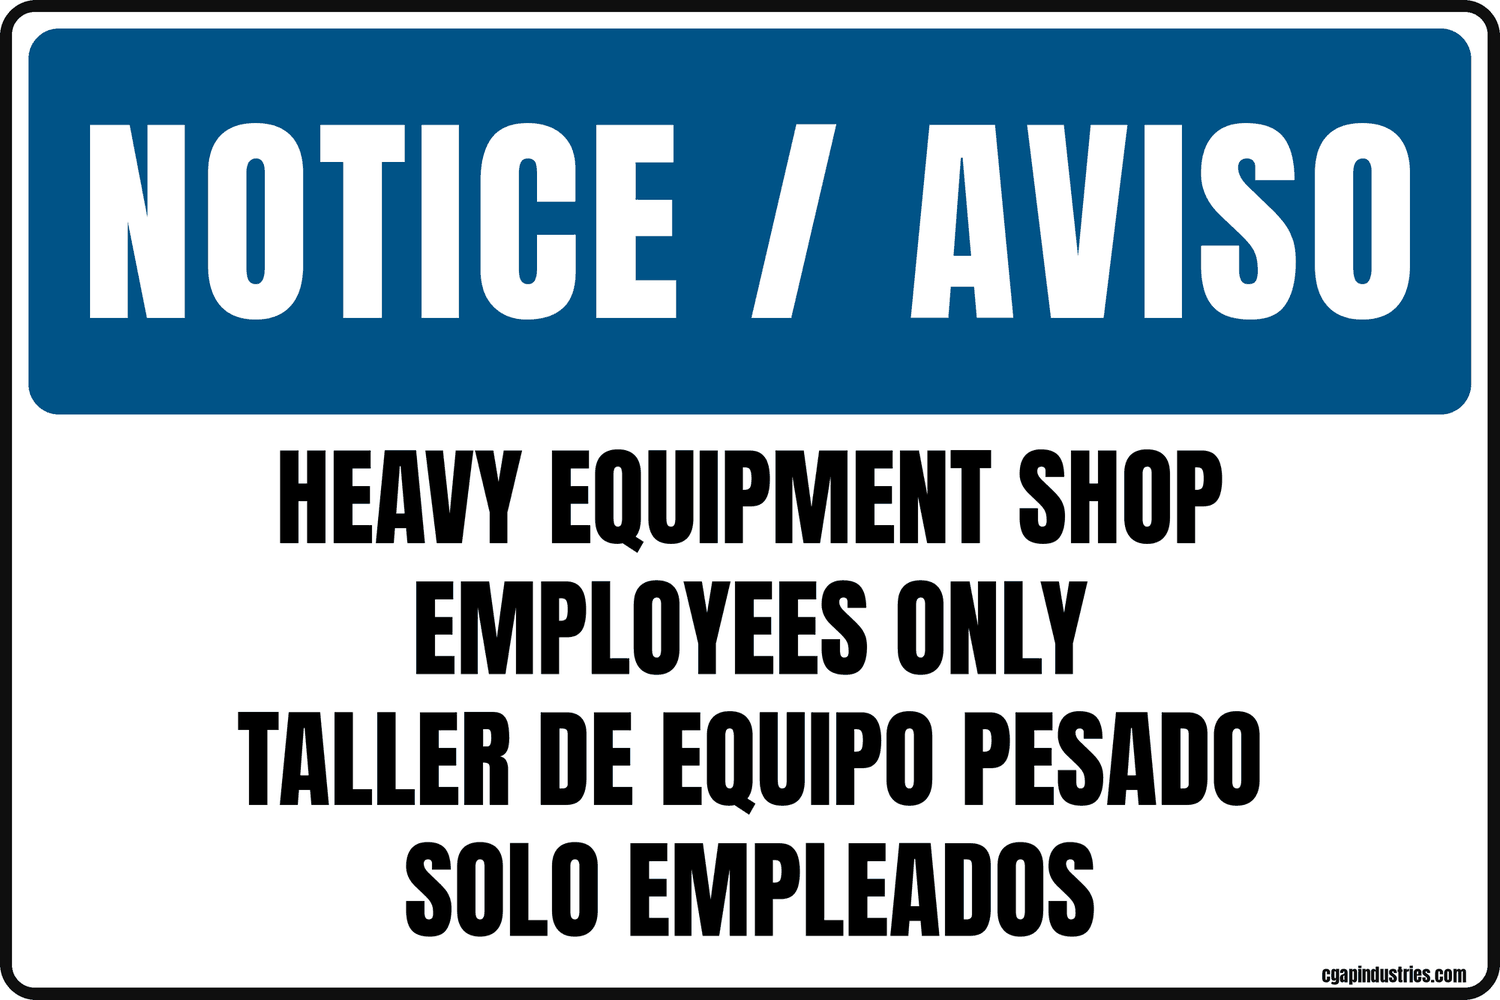 NOTICE / AVISO
HEAVY EQUIPMENT SHOP
EMPLOYEES ONLY
TALLER DE EQUIPO PESADO
SOLO EMPLEADOS
cgapindustries.com